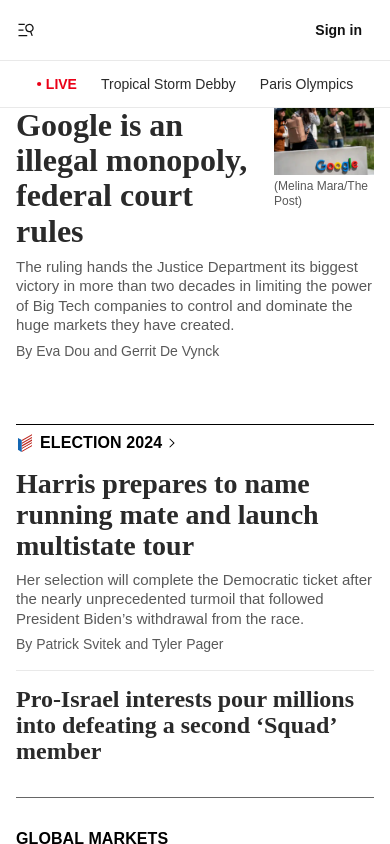 Sign in
• LIVE
Tropical Storm Debby
Paris Olympics
Google is an
illegal monopoly,
federal court
rules
Google
(Melina Mara/The
Post)
The ruling hands the Justice Department its biggest
victory in more than two decades in limiting the power
of Big Tech companies to control and dominate the
huge markets they have created.
By Eva Dou and Gerrit De Vynck
ELECTION 2024
Harris prepares to name
running mate and launch
multistate tour
Her selection will complete the Democratic ticket after
the nearly unprecedented turmoil that followed
President Biden’s withdrawal from the race.
By Patrick Svitek and Tyler Pager
Pro-Israel interests pour millions
into defeating a second ‘Squad’
member
GLOBAL MARKETS